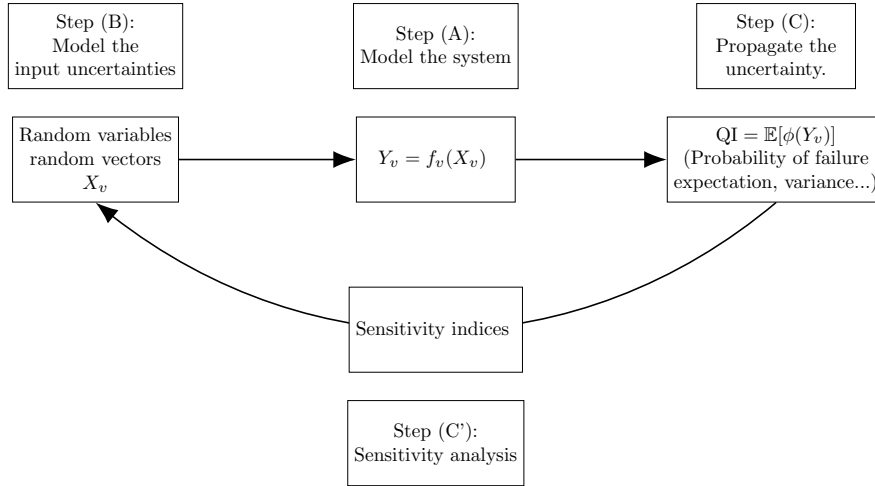 Step (B):
Model the
input uncertainties
Step (A):
Model the system
Step (C):
Propagate the
uncertainty.
Random variables
random vectors
X_v
Y_v = f_v(X_v)
QI = 𝔼[ϕ(Y_v)]
(Probability of failure
expectation, variance...)
Sensitivity indices
Step (C'):
Sensitivity analysis